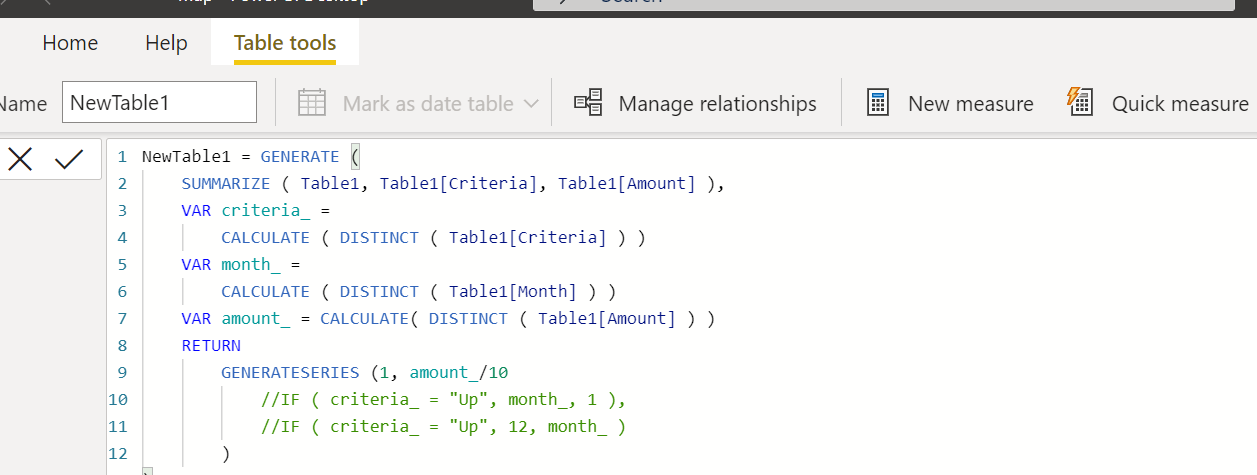 Home Help Table tools
Name NewTable1 Mark as date table Manage relationships New measure Quick measure
1 NewTable1 = GENERATE (
2 SUMMARIZE ( Table1, Table1[Criteria], Table1[Amount] ),
3 VAR criteria_ =
4 CALCULATE ( DISTINCT ( Table1[Criteria] ) )
5 VAR month_ =
6 CALCULATE ( DISTINCT ( Table1[Month] ) )
7 VAR amount_ = CALCULATE( DISTINCT ( Table1[Amount] ) )
8 RETURN
9 GENERATESERIES (1, amount_/10
10 //IF ( criteria_ = "Up", month_, 1 ),
11 //IF ( criteria_ = "Up", 12, month_ )
12 )